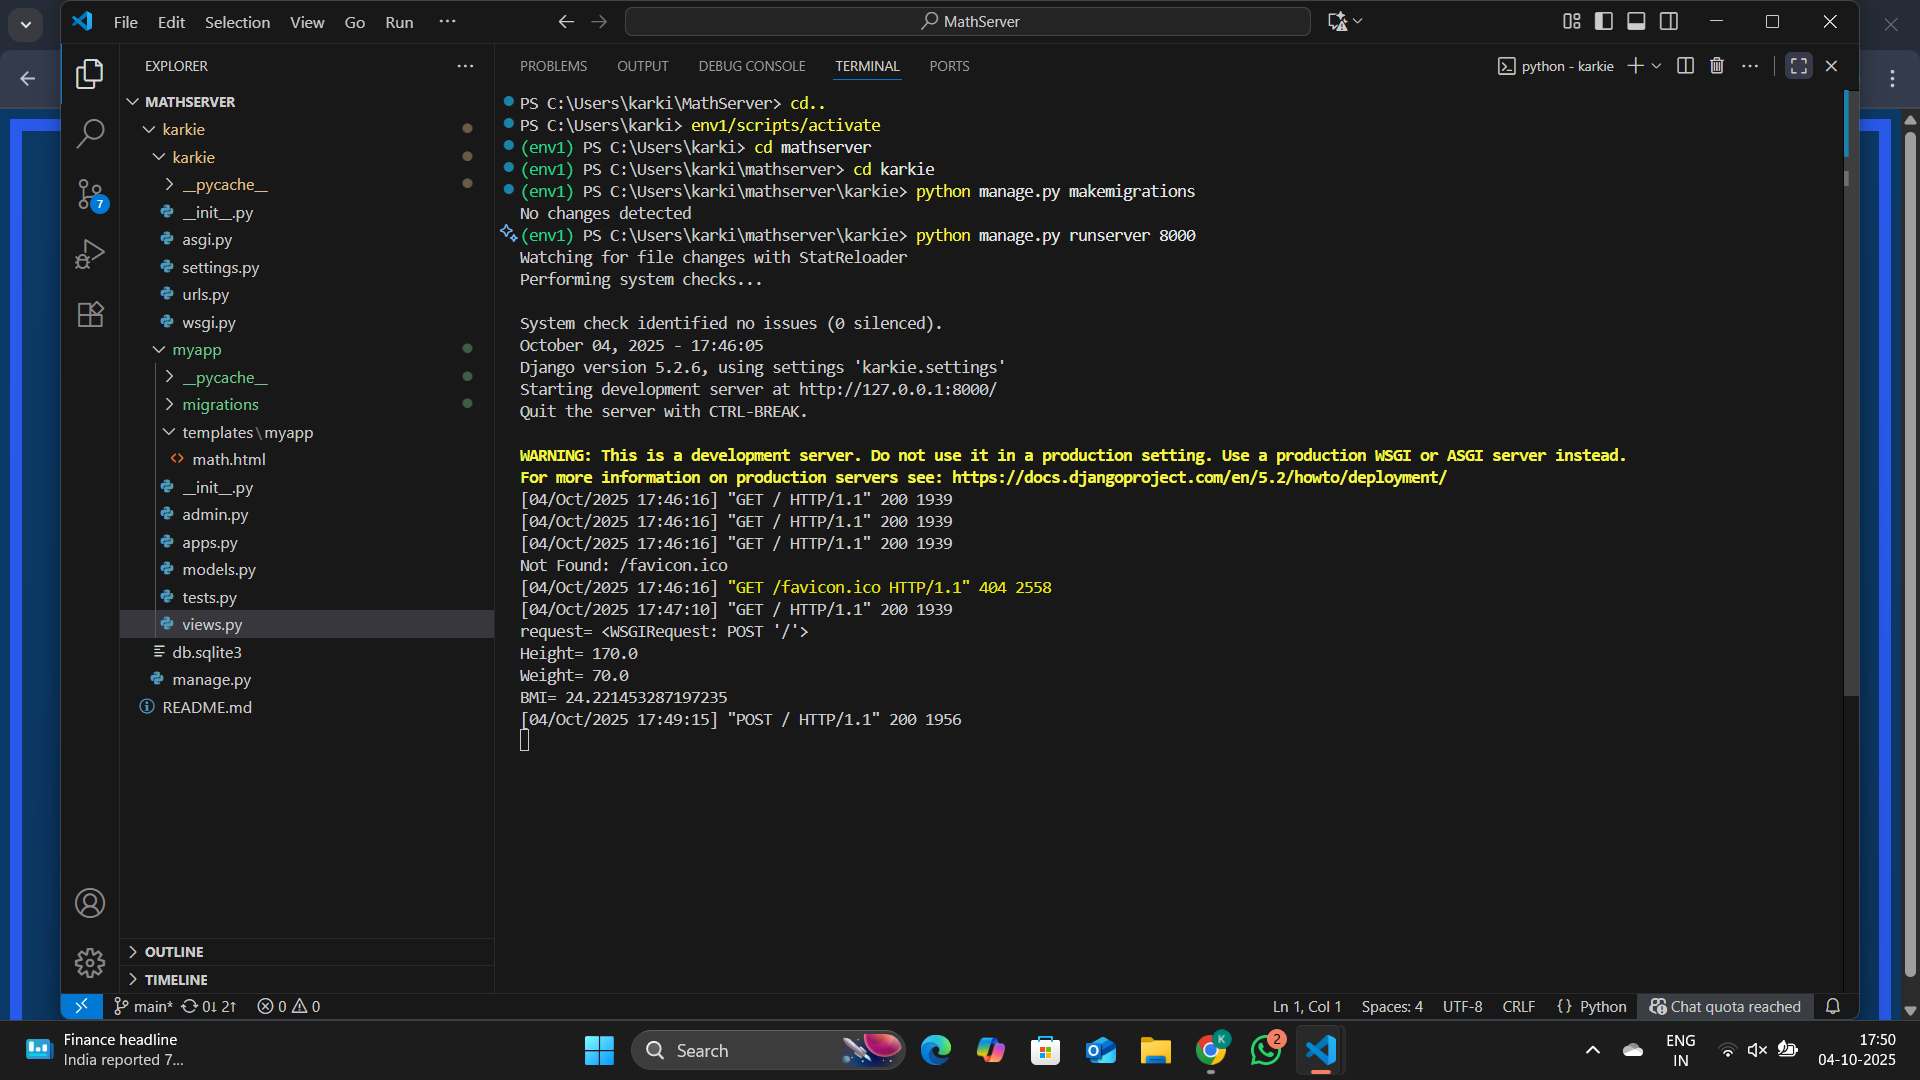 File Edit Selection View Go Run ···
MathServer
EXPLORER
PROBLEMS OUTPUT DEBUG CONSOLE TERMINAL PORTS
python - karkie
MATHSERVER
karkie
karkie
__pycache__
__init__.py
asgi.py
settings.py
urls.py
wsgi.py
myapp
__pycache__
migrations
templates\myapp
math.html
__init__.py
admin.py
apps.py
models.py
tests.py
views.py
db.sqlite3
manage.py
README.md
OUTLINE
TIMELINE
7
PS C:\Users\karki\MathServer> cd..
PS C:\Users\karki> env1/scripts/activate
(env1) PS C:\Users\karki> cd mathserver
(env1) PS C:\Users\karki\mathserver> cd karkie
(env1) PS C:\Users\karki\mathserver\karkie> python manage.py makemigrations
No changes detected
(env1) PS C:\Users\karki\mathserver\karkie> python manage.py runserver 8000
Watching for file changes with StatReloader
Performing system checks...
System check identified no issues (0 silenced).
October 04, 2025 - 17:46:05
Django version 5.2.6, using settings 'karkie.settings'
Starting development server at http://127.0.0.1:8000/
Quit the server with CTRL-BREAK.
WARNING: This is a development server. Do not use it in a production setting. Use a production WSGI or ASGI server instead.
For more information on production servers see: https://docs.djangoproject.com/en/5.2/howto/deployment/
[04/Oct/2025 17:46:16] "GET / HTTP/1.1" 200 1939
[04/Oct/2025 17:46:16] "GET / HTTP/1.1" 200 1939
[04/Oct/2025 17:46:16] "GET / HTTP/1.1" 200 1939
Not Found: /favicon.ico
[04/Oct/2025 17:46:16] "GET /favicon.ico HTTP/1.1" 404 2558
[04/Oct/2025 17:47:10] "GET / HTTP/1.1" 200 1939
request= <WSGIRequest: POST '/'>
Height= 170.0
Weight= 70.0
BMI= 24.221453287197235
[04/Oct/2025 17:49:15] "POST / HTTP/1.1" 200 1956
main* 0↓ 2↑ 0 0
Ln 1, Col 1 Spaces: 4 UTF-8 CRLF {} Python Chat quota reached
Finance headline
India reported 7...
Search
K
2
ENG
IN
17:50
04-10-2025